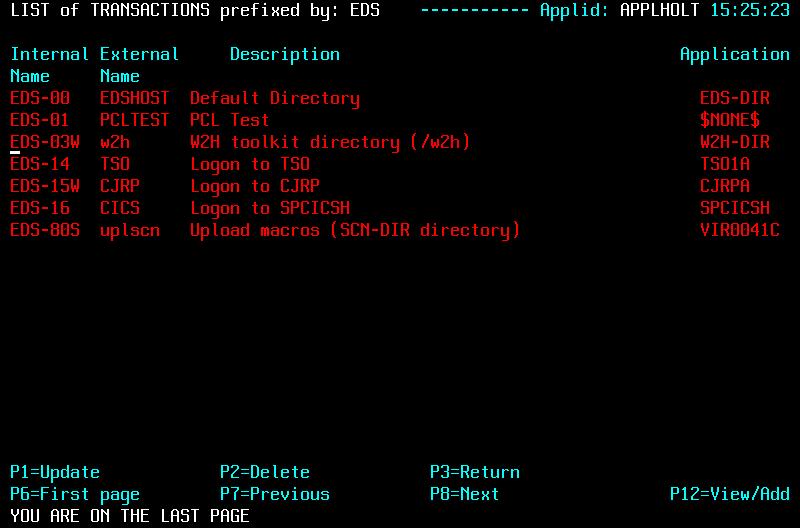 LIST of TRANSACTIONS prefixed by: EDS ----------- Applid: APPLHOLT 15:25:23
Internal External Description Application
Name Name
EDS-00 EDSHOST Default Directory EDS-DIR
EDS-01 PCLTEST PCL Test $NONE$
EDS-03W w2h W2H toolkit directory (/w2h) W2H-DIR
EDS-14 TSO Logon to TSO TSO1A
EDS-15W CJRP Logon to CJRP CJRPA
EDS-16 CICS Logon to SPCICSH SPCICSH
EDS-80S uplscn Upload macros (SCN-DIR directory) VIR0041C
P1=Update P2=Delete P3=Return
P6=First page P7=Previous P8=Next P12=View/Add
YOU ARE ON THE LAST PAGE